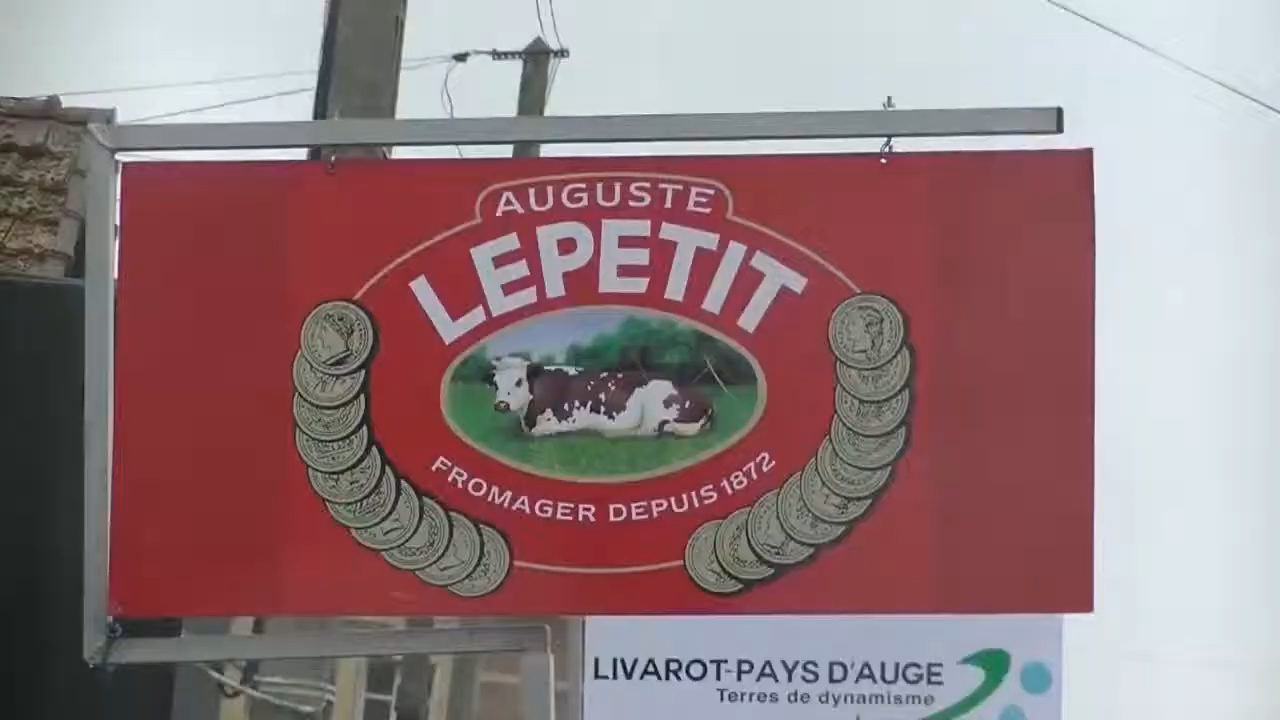 AUGUSTE
LEPETIT
FROMAGER DEPUIS 1872
LIVAROT-PAYS D'AUGE
Terres de dynamisme